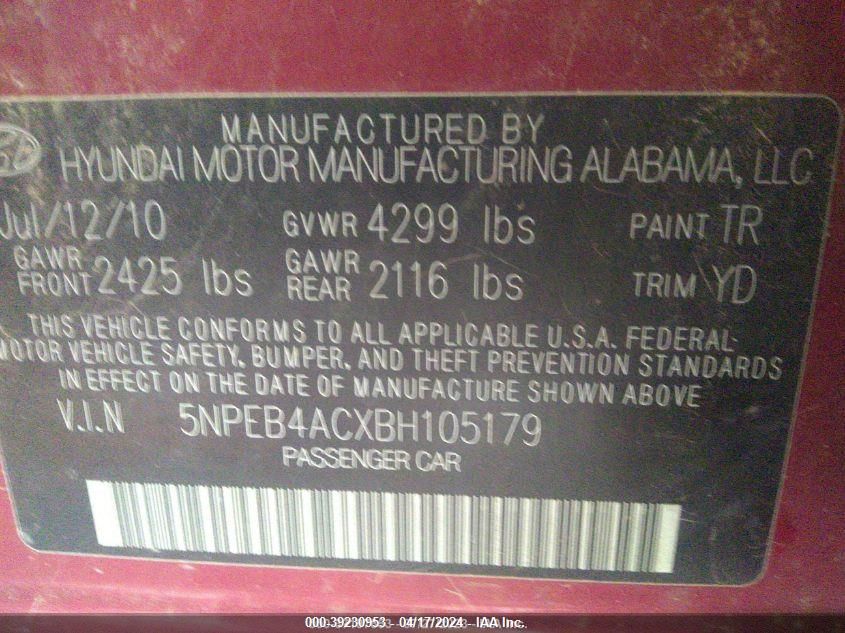 MANUFACTURED BY
HYUNDAI MOTOR MANUFACTURING ALABAMA, LLC
Jul/12/10 GVWR 4299 lbs PAINT TR
GAWR FRONT 2425 lbs GAWR REAR 2116 lbs TRIM YD
THIS VEHICLE CONFORMS TO ALL APPLICABLE U.S.A. FEDERAL
MOTOR VEHICLE SAFETY, BUMPER, AND THEFT PREVENTION STANDARDS
IN EFFECT ON THE DATE OF MANUFACTURE SHOWN ABOVE
V.I.N 5NPEB4ACXBH105179
PASSENGER CAR
000-39230953 - 04/17/2024 - IAA Inc.